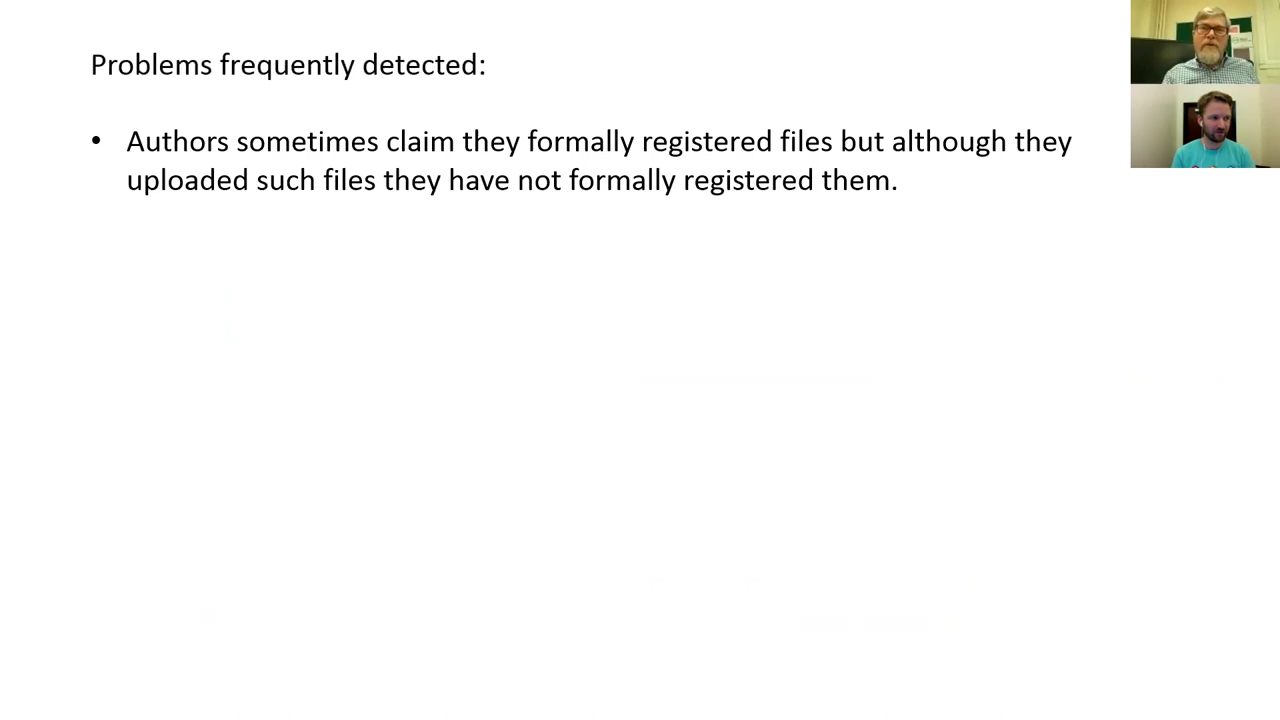 Problems frequently detected:
• Authors sometimes claim they formally registered files but although they
uploaded such files they have not formally registered them.